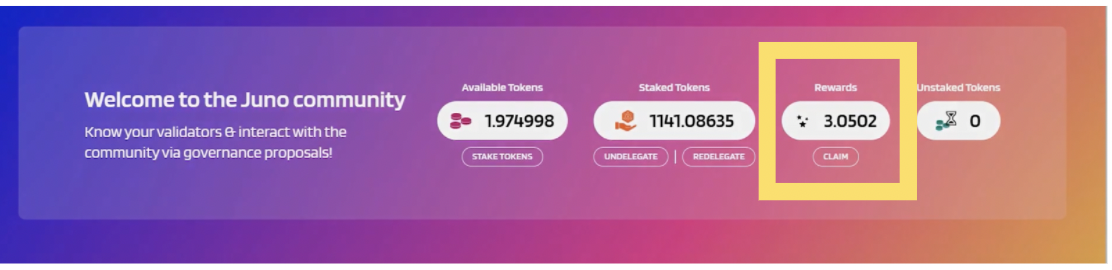 Welcome to the Juno community
Know your validators & interact with the
community via governance proposals!
Available Tokens
1.974998
STAKE TOKENS
Staked Tokens
1141.08635
UNDELEGATE | REDELEGATE
Rewards
3.0502
CLAIM
Unstaked Tokens
0